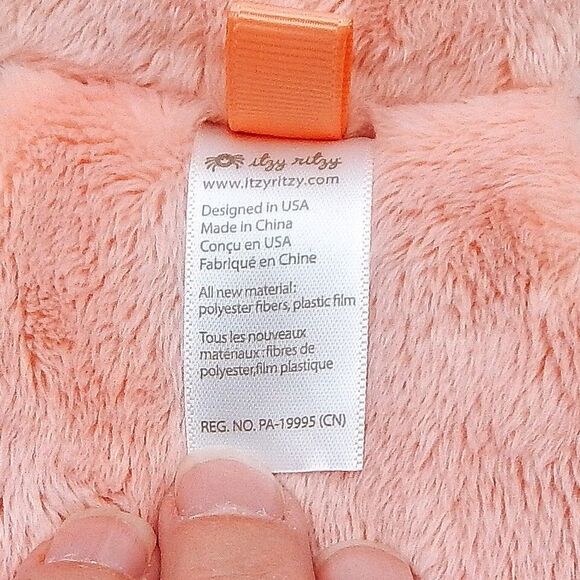 itzy ritzy
www.itzyritzy.com
Designed in USA
Made in China
Conçu en USA
Fabriqué en Chine
All new material:
polyester fibers, plastic film
Tous les nouveaux
matériaux :fibres de
polyester,film plastique
REG. NO. PA-19995 (CN)